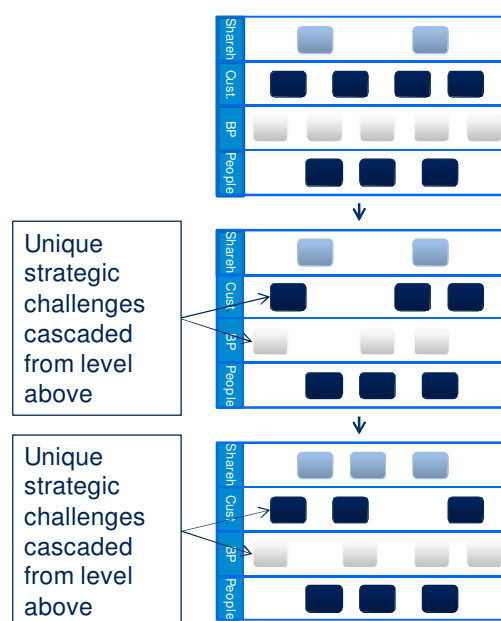 Shareh
Cust.
BP
People
Unique
strategic
challenges
cascaded
from level
above
Shareh
Cust
BP
People
Unique
strategic
challenges
cascaded
from level
above
Shareh
Cust
BP
People